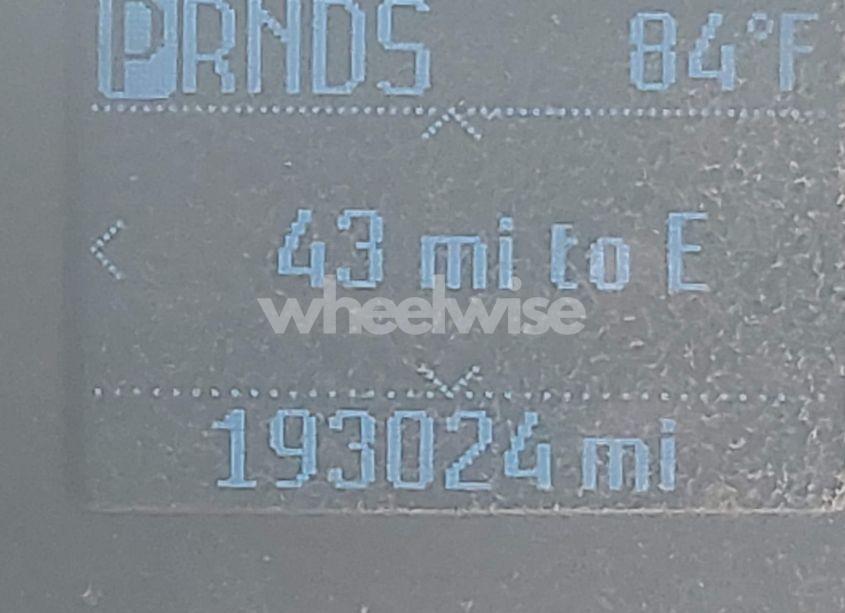 PRNDS 84°F
43 mi to E
wheelwise
193024 mi